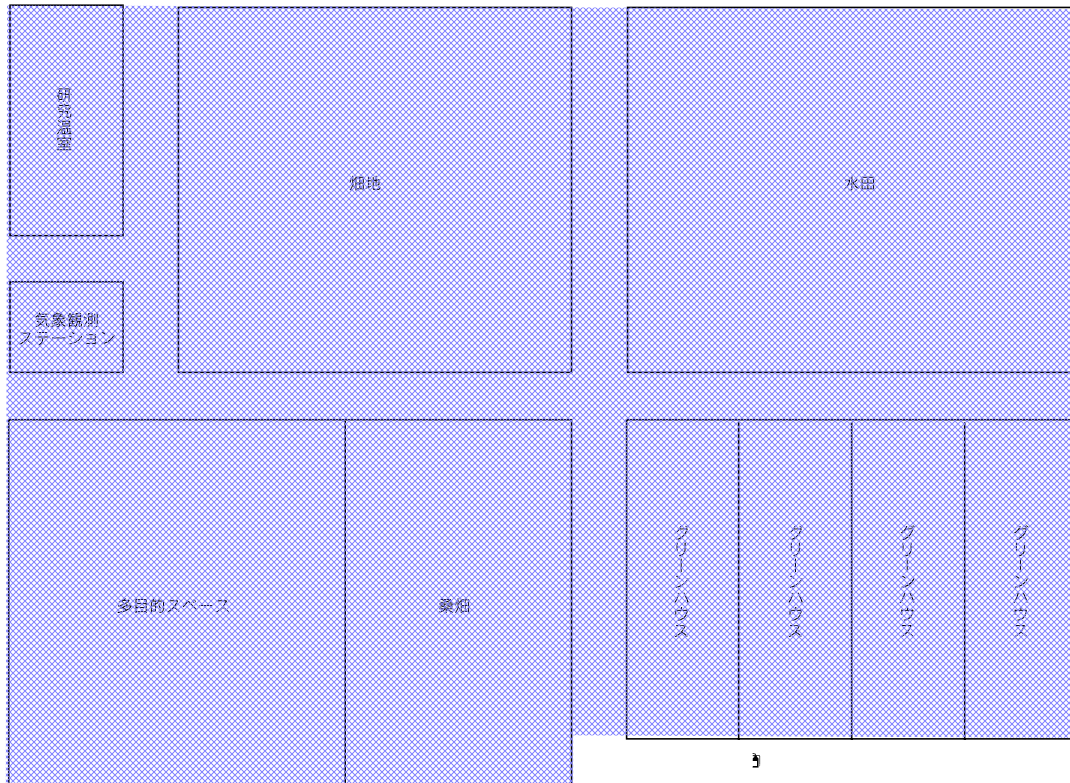 研究温室
畑地
水田
気象観測
ステーション
多目的スペース
桑畑
グリーンハウス
グリーンハウス
グリーンハウス
グリーンハウス